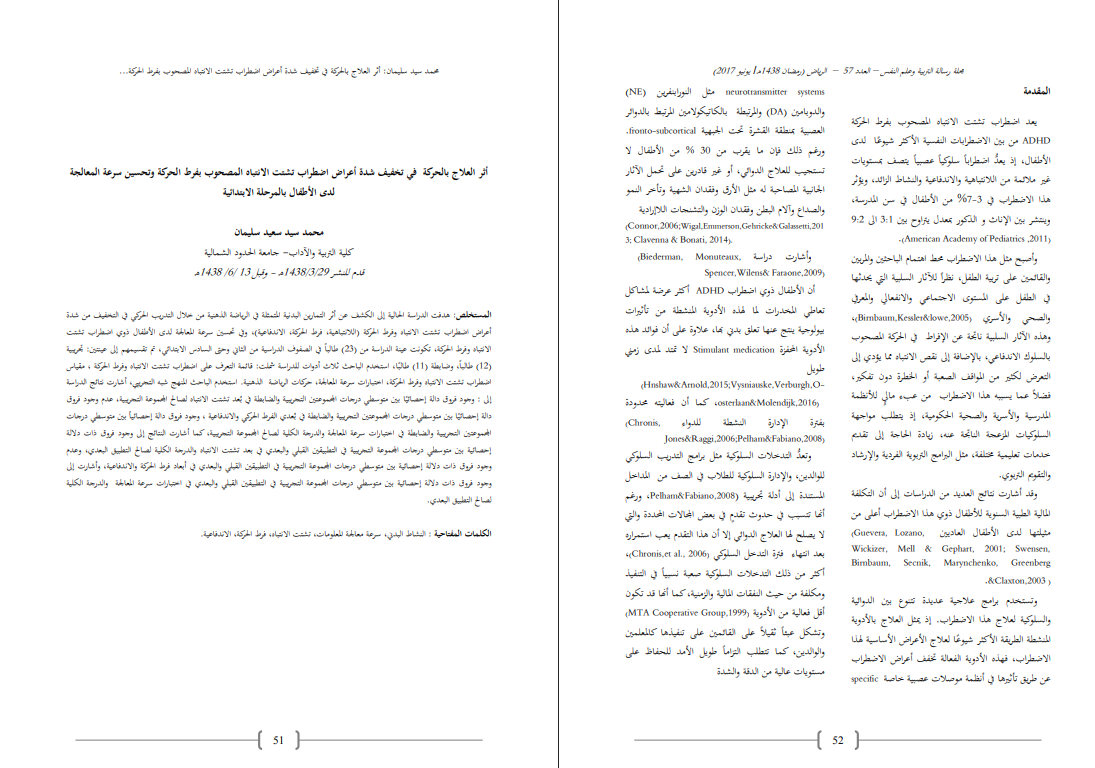 محمد سيد سليمان: أثر العلاج بالحركة في تخفيف شدة أعراض اضطراب تشتت الانتباه المصحوب بفرط الحركة...
أثر العلاج بالحركة في تخفيف شدة أعراض اضطراب تشتت الانتباه المصحوب بفرط الحركة وتحسين سرعة المعالجة
لدى الأطفال بالمرحلة الابتدائية
محمد سيد سعيد سليمان
كلية التربية والآداب- جامعة الحدود الشمالية
قدم للنشر 1438/3/29هـ - وقبل 13 /6/ 1438هـ
المستخلص: هدفت الدراسة الحالية إلى الكشف عن أثر التمارين البدنية المتمثلة في الرياضة الذهنية من خلال التدريب الحركي في التخفيف من شدة
أعراض اضطراب تشتت الانتباه وفرط الحركة (اللانتباهية، فرط الحركة، الاندفاعية)، وفي تحسين سرعة المعالجة لدى الأطفال ذوي اضطراب تشتت
الانتباه وفرط الحركة، تكونت عينة الدراسة من (23) طالباً في الصفوف الدراسية من الثاني وحتى السادس الابتدائي، تم تقسيمهم إلى عينتين: تجريبية
(12) طالباً، وضابطة (11) طالبًا، استخدم الباحث ثلاث أدوات للدراسة شملت: قائمة التعرف على اضطراب تشتت الانتباه وفرط الحركة ، مقياس
اضطراب تشتت الانتباه وفرط الحركة، اختبارات سرعة المعالجة، حركات الرياضة الذهنية. استخدم الباحث المنهج شبه التجريبي، أشارت نتائج الدراسة
إلى : وجود فروق دالة إحصائيًا بين متوسطي درجات المجموعتين التجريبية والضابطة في بُعد تشتت الانتباه لصالح المجموعة التجريبية، عدم وجود فروق
دالة إحصائيًا بين متوسطي درجات المجموعتين التجريبية والضابطة في بُعدي الفرط الحركي والاندفاعية ، وجود فروق دالة إحصائياً بين متوسطي درجات
المجموعتين التجريبية والضابطة في اختبارات سرعة المعالجة والدرجة الكلية لصالح المجموعة التجريبية، كما أشارت النتائج إلى وجود فروق ذات دلالة
إحصائية بين متوسطي درجات المجموعة التجريبية في التطبيقين القبلي والبعدي في بعد تشتت الانتباه والدرجة الكلية لصالح التطبيق البعدي، وعدم
وجود فروق ذات دلالة إحصائية بين متوسطي درجات المجموعة التجريبية في التطبيقين القبلي والبعدي في أبعاد فرط الحركة والاندفاعية، وأشارت إلى
وجود فروق ذات دلالة إحصائية بين متوسطي درجات المجموعة التجريبية في التطبيقين القبلي والبعدي في اختبارات سرعة المعالجة والدرجة الكلية
لصالح التطبيق البعدي.
الكلمات المفتاحية : النشاط البدني، سرعة معالجة المعلومات، تشتت الانتباه، فرط الحركة، الاندفاعية.
51
مجلة رسالة التربية وعلم النفس – العدد 57 – الرياض (رمضان 1438هـ/ يونيو 2017)
المقدمة
يعد اضطراب تشتت الانتباه المصحوب بفرط الحركة
ADHD من بين الاضطرابات النفسية الأكثر شيوعًا لدى
الأطفال، إذ يعدُّ اضطراباً سلوكياً عصبياً يتصف بمستويات
غير ملائمة من اللانتباهية والاندفاعية والنشاط الزائد، ويؤثر
هذا الاضطراب في 3-7% من الأطفال في سن المدرسة،
وينتشر بين الإناث و الذكور بمعدل يتراوح بين 3:1 الى 9:2
(American Academy of Pediatrics ,2011).
وأصبح مثل هذا الاضطراب محط اهتمام الباحثين والمربين
والقائمين على تربية الطفل، نظرًا للآثار السلبية التي يحدثها
في الطفل على المستوى الاجتماعي والانفعالي والمعرفي
والصحي والأسري (Birnbaum,Kessler&lowe,2005)،
وهذه الآثار السلبية ناتجة عن الإفراط في الحركة المصحوب
بالسلوك الاندفاعي، بالإضافة إلى نقص الانتباه مما يؤدي إلى
التعرض لكثير من المواقف الصعبة أو الخطرة دون تفكير،
فضلاً عما يسببه هذا الاضطراب من عبء ماليٍ للأنظمة
المدرسية والأسرية والصحية الحكومية، إذ يتطلب مواجهة
السلوكيات المزعجة الناتجة عنه، زيادة الحاجة إلى تقديم
خدمات تعليمية مختلفة، مثل البرامج التربوية الفردية والإرشاد
والتقويم التربوي.
وقد أشارت نتائج العديد من الدراسات إلى أن التكلفة
المالية الطبية السنوية للأطفال ذوي هذا الاضطراب أعلى من
مثيلتها لدى الأطفال العاديين (Guevera, Lozano,
Wickizer, Mell & Gephart, 2001; Swensen,
Birnbaum, Secnik, Marynchenko, Greenberg
&Claxton,2003 ).
وتستخدم برامج علاجية عديدة تتنوع بين الدوائية
والسلوكية لعلاج هذا الاضطراب. إذ يمثل العلاج بالأدوية
المنشطة الطريقة الأكثر شيوعًا لعلاج الأعراض الأساسية لهذا
الاضطراب، فهذه الأدوية الفعالة تخفف أعراض الاضطراب
عن طريق تأثيرها في أنظمة موصلات عصبية خاصة specific
neurotransmitter systems مثل النورابنفرين (NE)
والدوبامين (DA) والمرتبطة بالكاتيكولامين المرتبط بالدوائر
العصبية بمنطقة القشرة تحت الجبهية fronto-subcortical.
ورغم ذلك فإن ما يقرب من 30 % من الأطفال لا
تستجيب للعلاج الدوائي، أو غير قادرين على تحمل الآثار
الجانبية المصاحبة له مثل الأرق وفقدان الشهية وتأخر النمو
والصداع وآلام البطن وفقدان الوزن والتشنجات اللاإرادية
(Connor,2006;Wigal,Emmerson,Gehricke&Galassetti,201
3; Clavenna & Bonati, 2014).
وأشارت دراسة (Biederman, Monuteaux,
Spencer,Wilens& Faraone,2009)
أن الأطفال ذوي اضطراب ADHD أكثر عرضة لمشاكل
تعاطي المخدرات لما لهذه الأدوية المنشطة من تأثيرات
بيولوجية ينتج عنها تعلق بدني بها، علاوة على أن فوائد هذه
الأدوية المحفزة Stimulant medication لا تمتد لمدى زمني
طويل
(Hnshaw&Arnold,2015;Vysniauske,Verburgh,O-
osterlaan&Molendijk,2016)، كما أن فعاليته محدودة
بفترة الإدارة النشطة للدواء (Chronis,
Jones&Raggi,2006;Pelham&Fabiano,2008)
وتعدُّ التدخلات السلوكية مثل برامج التدريب السلوكي
للوالدين، والإدارة السلوكية للطلاب في الصف من المداخل
المستندة إلى أدلة تجريبية (Pelham&Fabiano,2008، ورغم
أنها تتسبب في حدوث تقدمٍ في بعض المجالات المحددة والتي
لا يصلح لها العلاج الدوائي إلا أن هذا التقدم يعب استمراره
بعد انتهاء فترة التدخل السلوكي (Chronis,et al., 2006)،
أكثر من ذلك التدخلات السلوكية صعبة نسبياً في التنفيذ
ومكلفة من حيث النفقات المالية والزمنية، كما أنها قد تكون
أقل فعالية من الأدوية (MTA Cooperative Group,1999)
وتشكل عبئاً ثقيلاً على القائمين على تنفيذها كالمعلمين
والوالدين، كما تتطلب التزاماً طويل الأمد للحفاظ على
مستويات عالية من الدقة والشدة
52